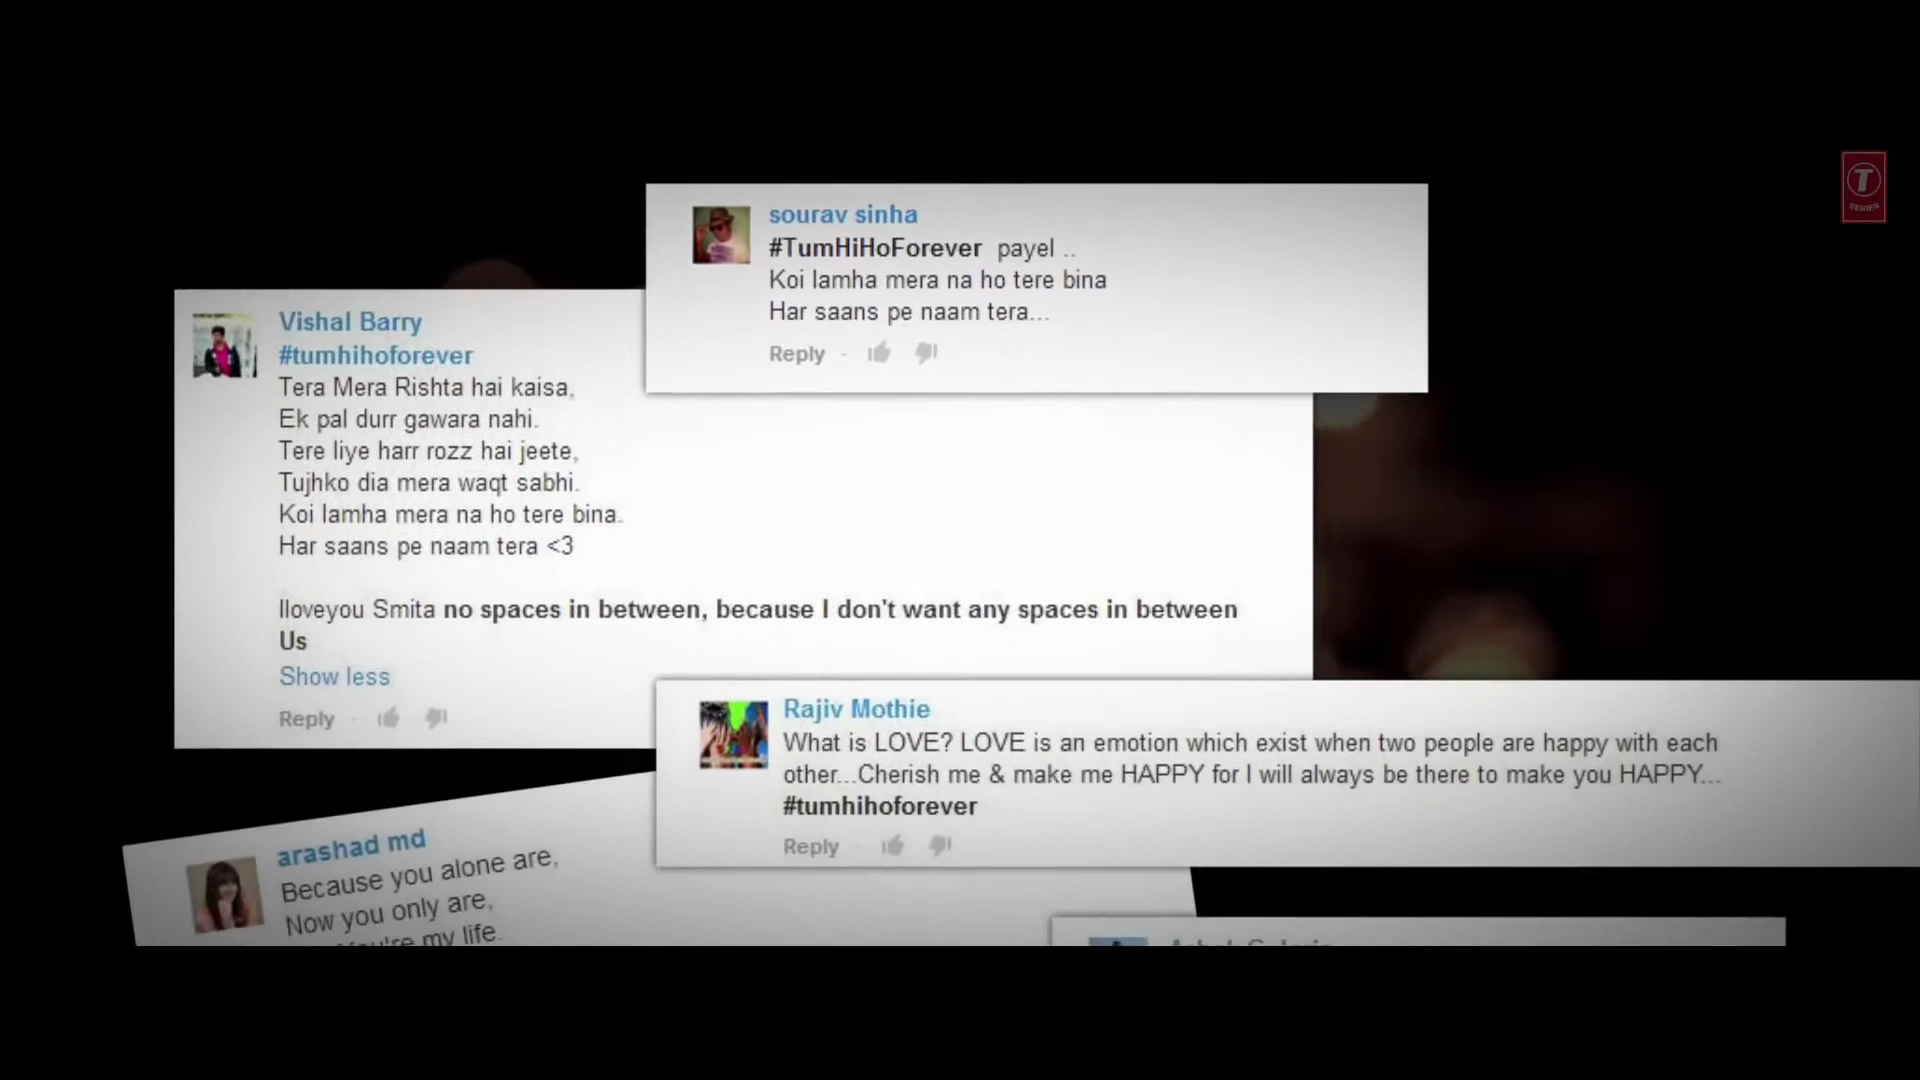 T
SERIES
sourav sinha
#TumHiHoForever payel ..
Koi lamha mera na ho tere bina
Har saans pe naam tera...
Reply
Vishal Barry
#tumhihoforever
Tera Mera Rishta hai kaisa,
Ek pal durr gawara nahi.
Tere liye harr rozz hai jeete,
Tujhko dia mera waqt sabhi.
Koi lamha mera na ho tere bina.
Har saans pe naam tera <3
Iloveyou Smita no spaces in between, because I don't want any spaces in between
Us
Show less
Reply
Rajiv Mothie
What is LOVE? LOVE is an emotion which exist when two people are happy with each
other...Cherish me & make me HAPPY for I will always be there to make you HAPPY...
#tumhihoforever
Reply
arashad md
Because you alone are,
Now you only are,
You're my life.